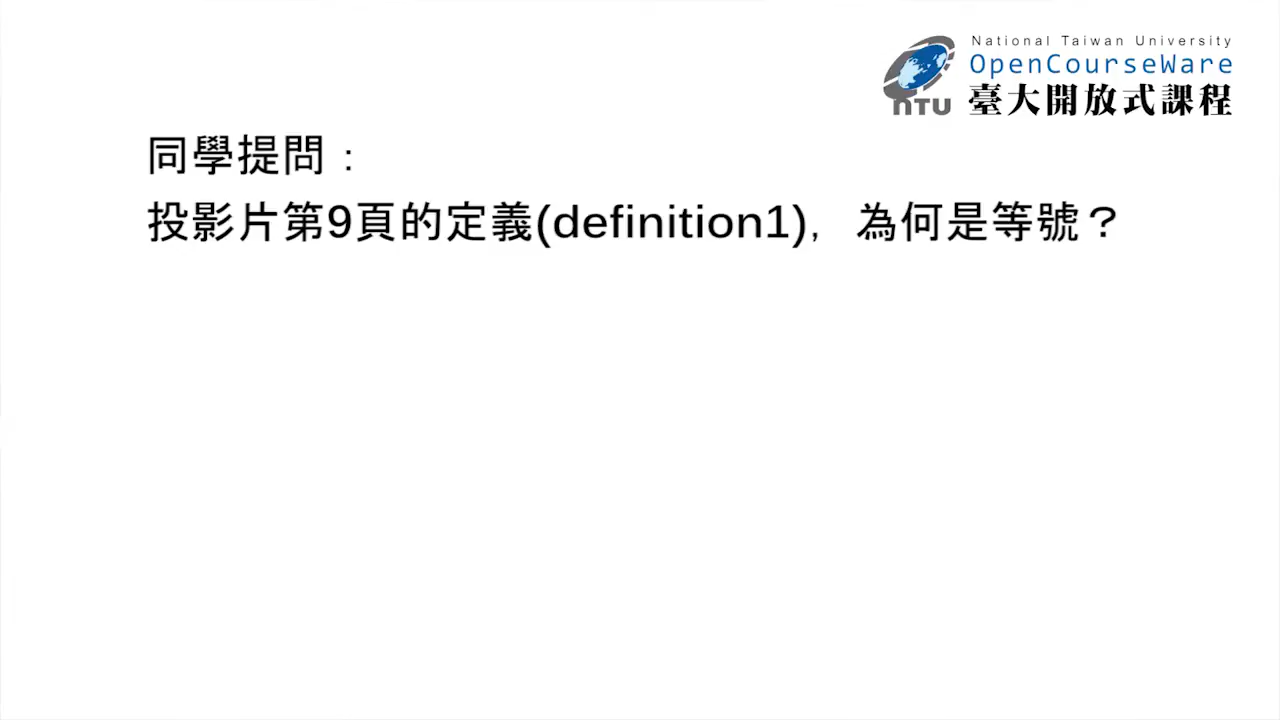 National Taiwan University
OpenCourseWare
NTU
臺大開放式課程
同學提問：
投影片第9頁的定義(definition1)，為何是等號？